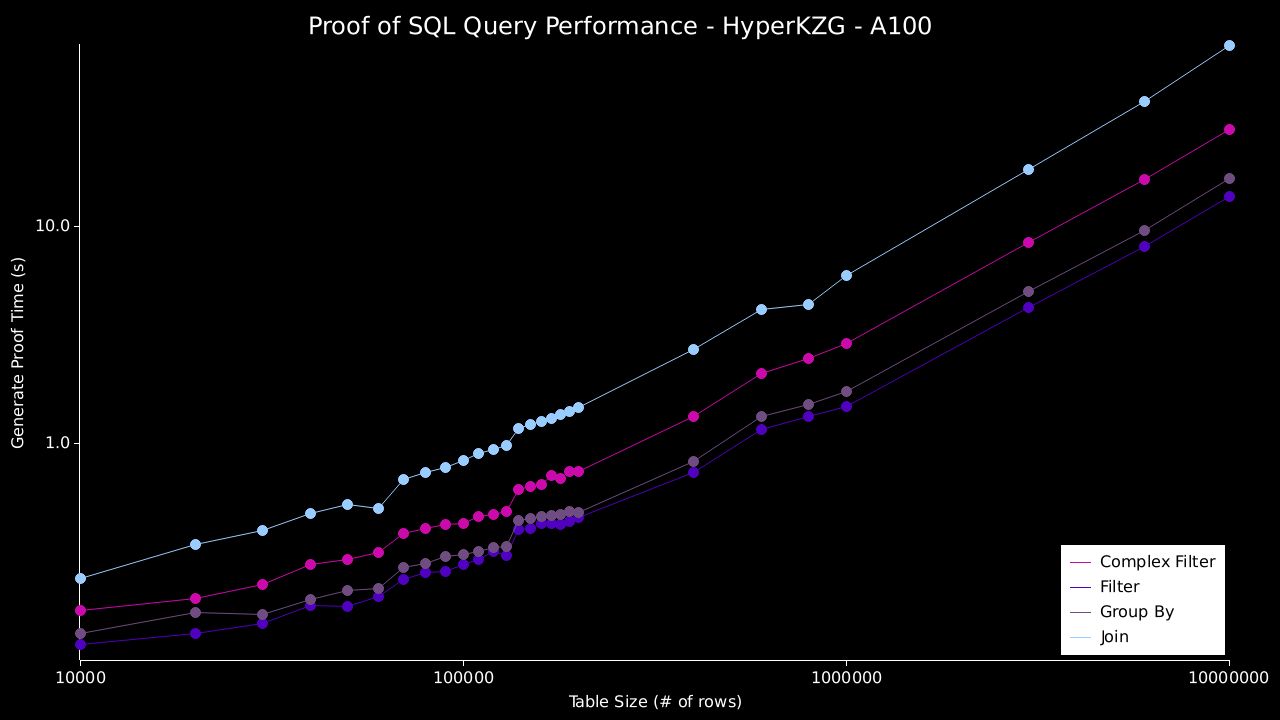 Proof of SQL Query Performance - HyperKZG - A100
Generate Proof Time (s)
10.0
1.0
10000
100000
1000000
10000000
Table Size (# of rows)
Complex Filter
Filter
Group By
Join